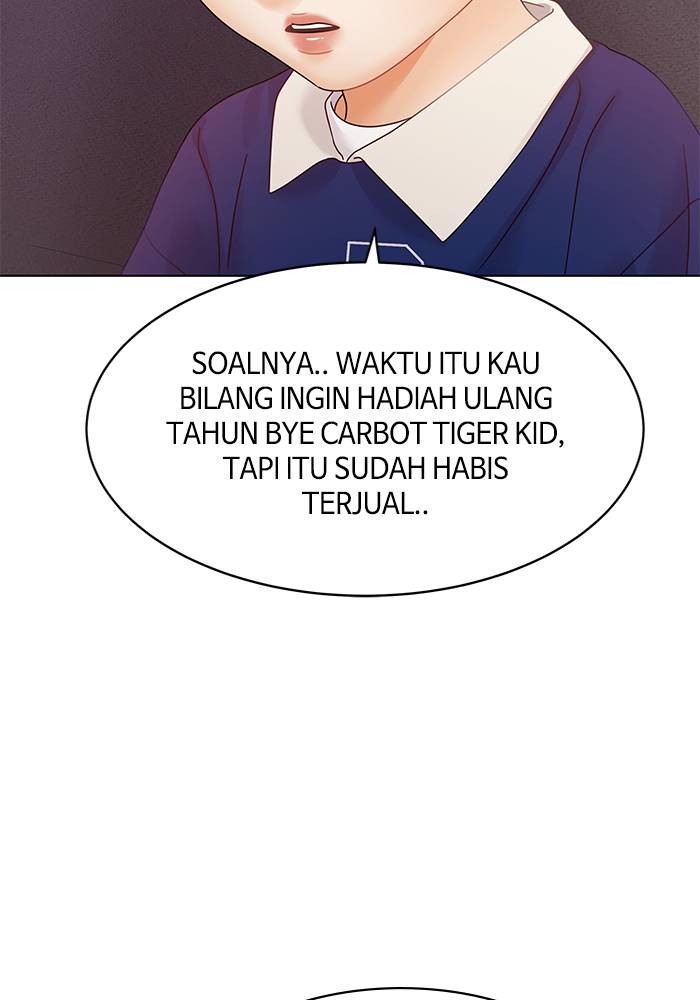 SOALNYA.. WAKTU ITU KAU
BILANG INGIN HADIAH ULANG
TAHUN BYE CARBOT TIGER KID,
TAPI ITU SUDAH HABIS
TERJUAL..